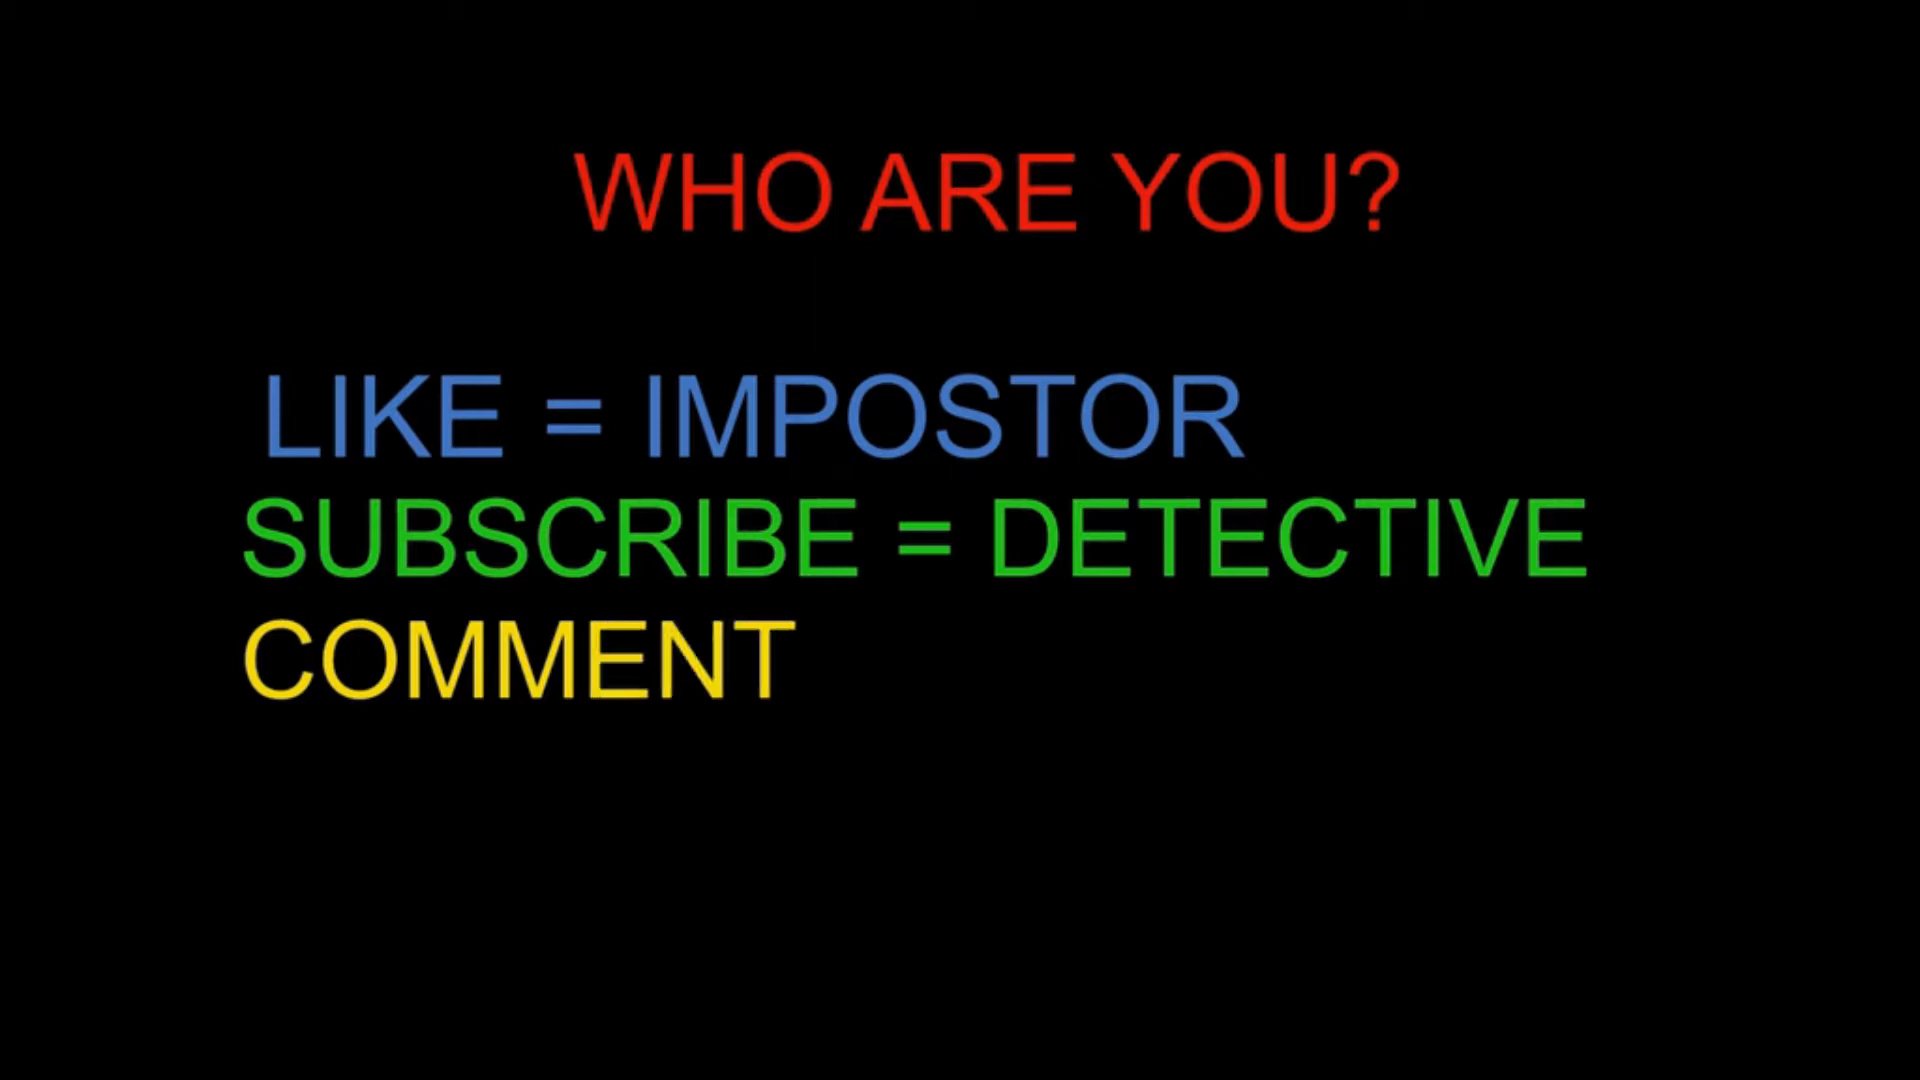 WHO ARE YOU?
LIKE = IMPOSTOR
SUBSCRIBE = DETECTIVE
COMMENT